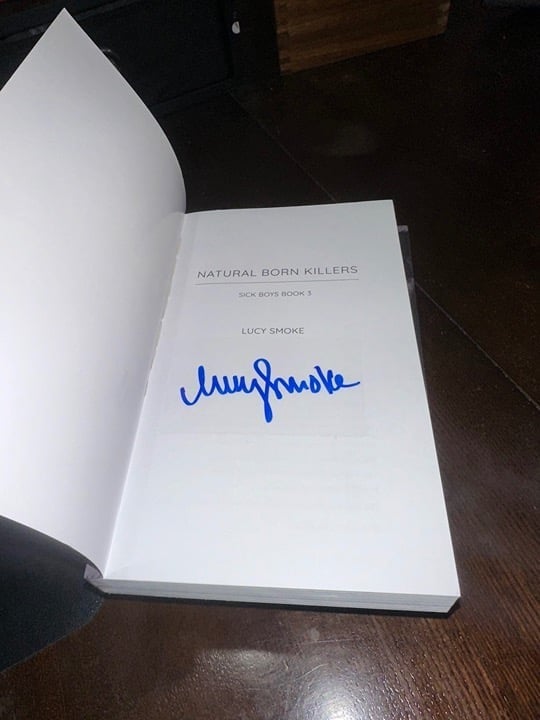 NATURAL BORN KILLERS
SICK BOYS BOOK 3
LUCY SMOKE
Lucy Smoke